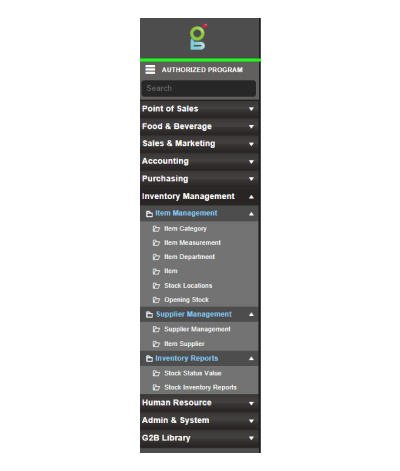 AUTHORIZED PROGRAM
Search
Point of Sales
Food & Beverage
Sales & Marketing
Accounting
Purchasing
Inventory Management
Item Management
Item Category
Item Measurement
Item Department
Item
Stock Locations
Opening Stock
Supplier Management
Supplier Management
Item Supplier
Inventory Reports
Stock Status Value
Stock Inventory Reports
Human Resource
Admin & System
G2B Library